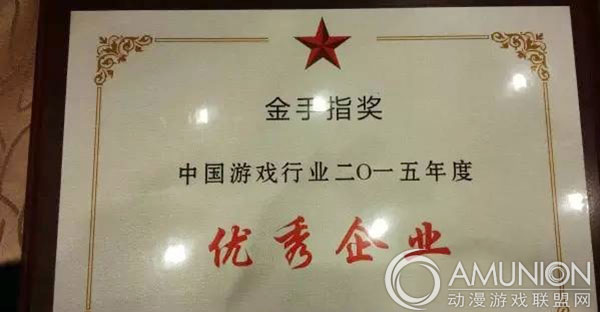 金手指奖
中国游戏行业二〇一五年度
优秀企业
AMUNION
动漫游戏联盟网